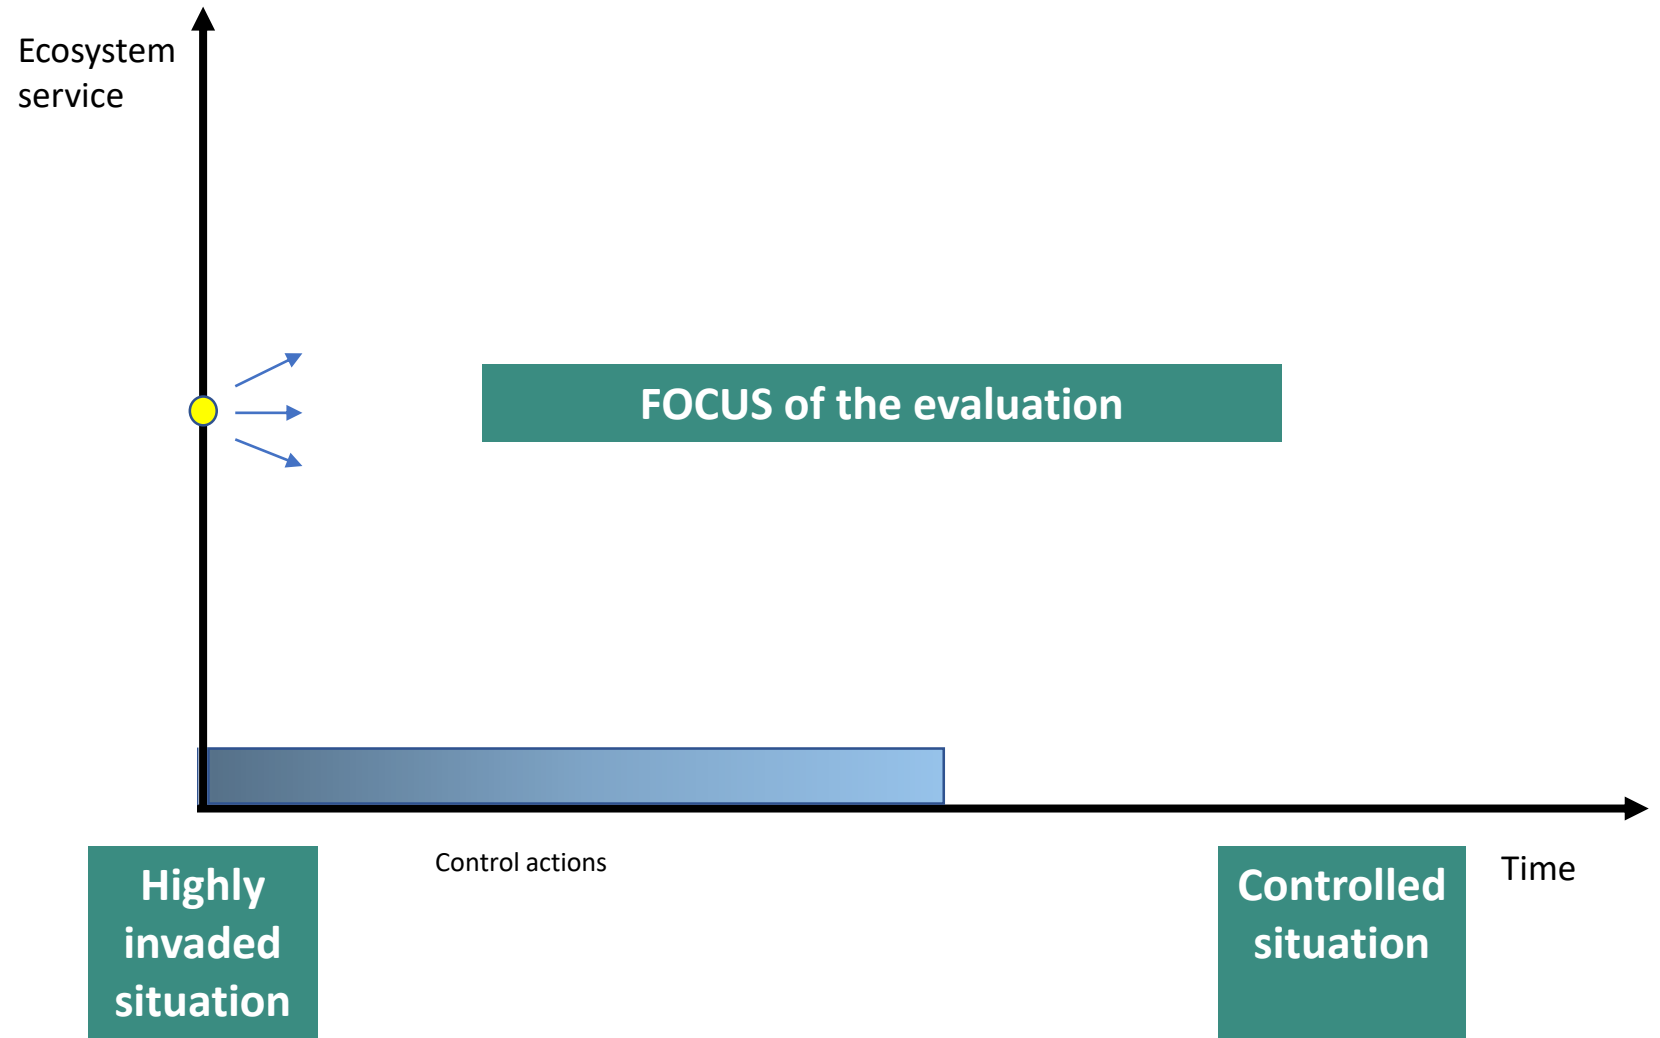 Ecosystem
service
FOCUS of the evaluation
Control actions
Time
Highly
invaded
situation
Controlled
situation